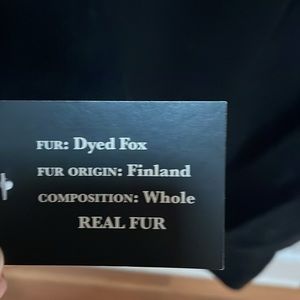 FUR: Dyed Fox
FUR ORIGIN: Finland
COMPOSITION: Whole
REAL FUR